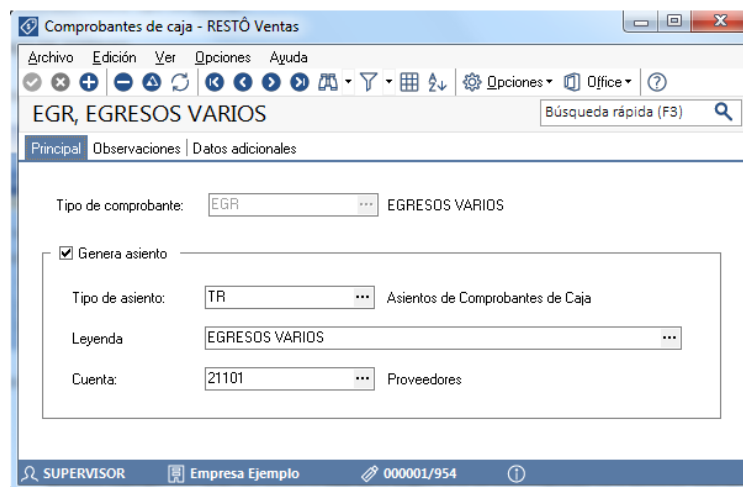 Comprobantes de caja - RESTÔ Ventas
Archivo Edición Ver Opciones Ayuda
Opciones Office
EGR, EGRESOS VARIOS Búsqueda rápida (F3)
Principal Observaciones Datos adicionales
Tipo de comprobante: EGR ... EGRESOS VARIOS
Genera asiento
Tipo de asiento: TR ... Asientos de Comprobantes de Caja
Leyenda EGRESOS VARIOS ...
Cuenta: 21101 ... Proveedores
SUPERVISOR Empresa Ejemplo 000001/954